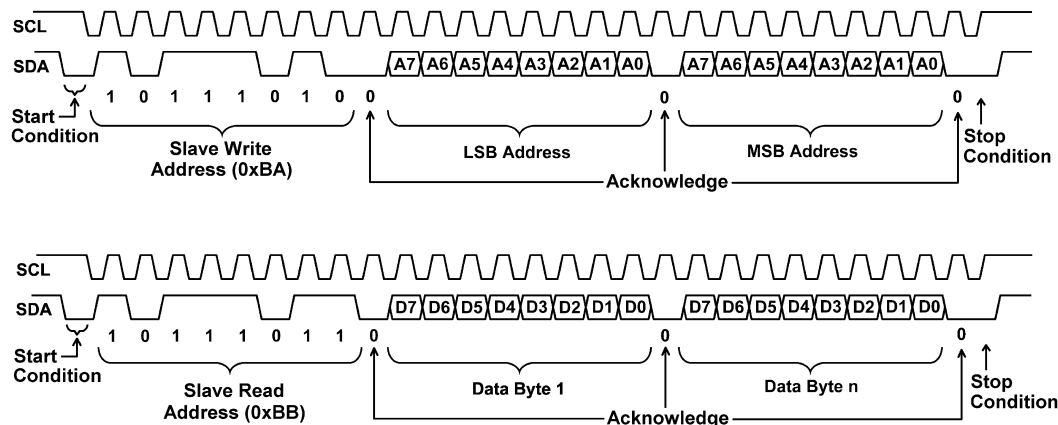 SCL
SDA A7 A6 A5 A4 A3 A2 A1 A0 A7 A6 A5 A4 A3 A2 A1 A0
1 0 1 1 1 0 1 0 0 0 0
Start
Condition
Slave Write
Address (0xBA)
LSB Address
MSB Address
Stop
Condition
Acknowledge
SCL
SDA D7 D6 D5 D4 D3 D2 D1 D0 D7 D6 D5 D4 D3 D2 D1 D0
1 0 1 1 1 0 1 1 0 0 0
Start
Condition
Slave Read
Address (0xBB)
Data Byte 1
Data Byte n
Stop
Condition
Acknowledge